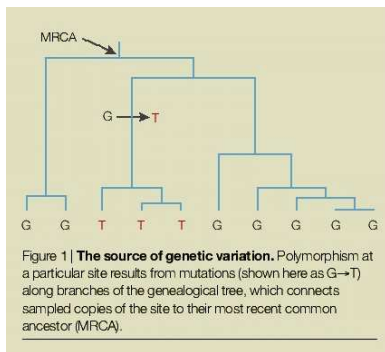 MRCA
G → T
G G T T T G G G G G
Figure 1 | The source of genetic variation. Polymorphism at
a particular site results from mutations (shown here as G→T)
along branches of the genealogical tree, which connects
sampled copies of the site to their most recent common
ancestor (MRCA).